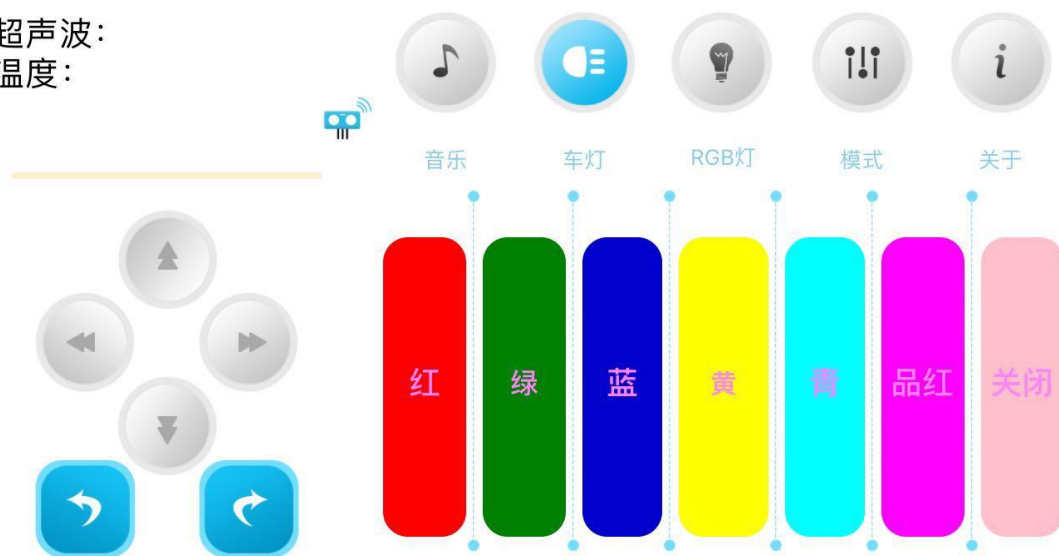 超声波：
温度：
音乐
车灯
RGB灯
模式
关于
红
绿
蓝
黄
青
品红
关闭